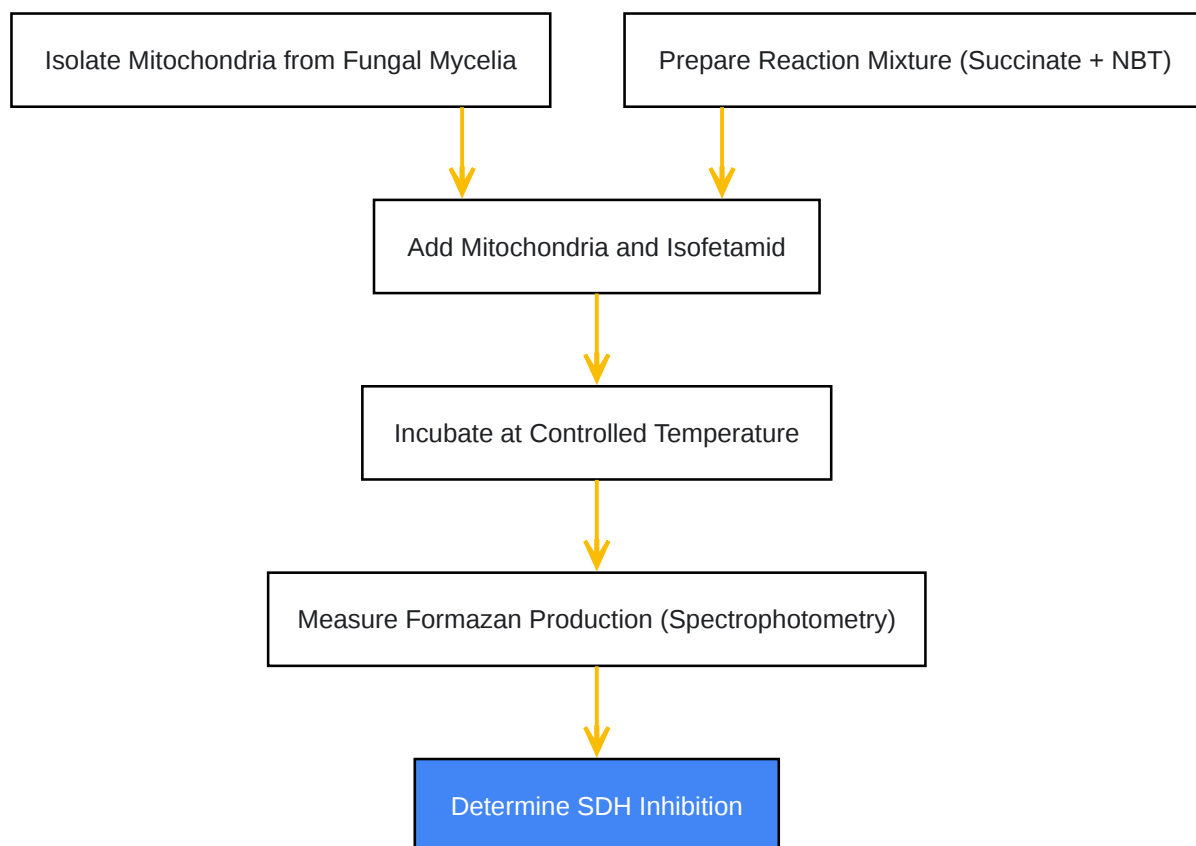 Isolate Mitochondria from Fungal Mycelia
Prepare Reaction Mixture (Succinate + NBT)
Add Mitochondria and Isofetamid
Incubate at Controlled Temperature
Measure Formazan Production (Spectrophotometry)
Determine SDH Inhibition